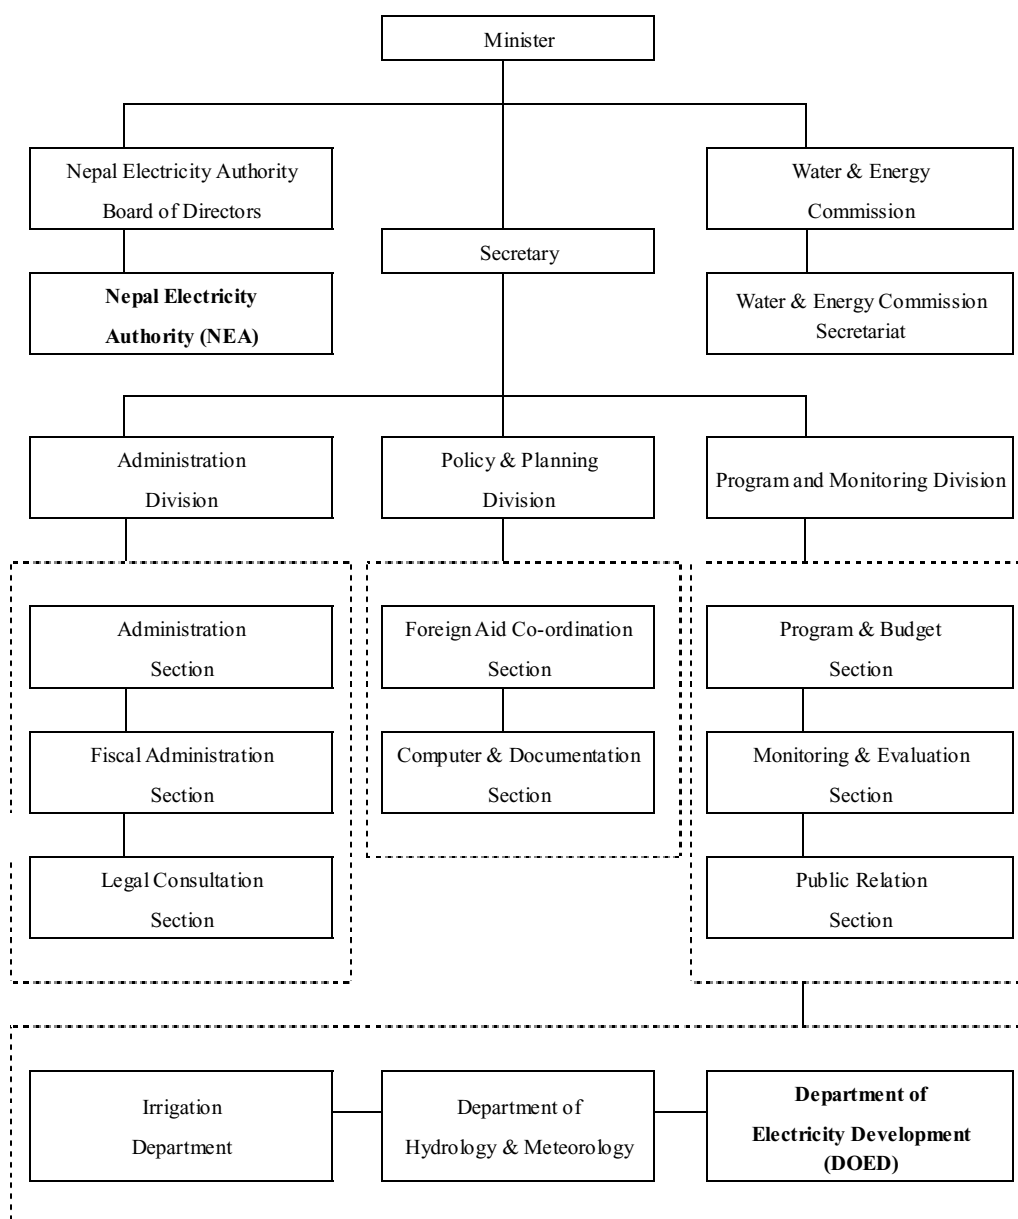 Minister
Nepal Electricity Authority
Board of Directors
Water & Energy
Commission
Secretary
Nepal Electricity
Authority (NEA)
Water & Energy Commission
Secretariat
Administration
Division
Policy & Planning
Division
Program and Monitoring Division
Administration
Section
Foreign Aid Co-ordination
Section
Program & Budget
Section
Fiscal Administration
Section
Computer & Documentation
Section
Monitoring & Evaluation
Section
Legal Consultation
Section
Public Relation
Section
Irrigation
Department
Department of
Hydrology & Meteorology
Department of
Electricity Development
(DOED)